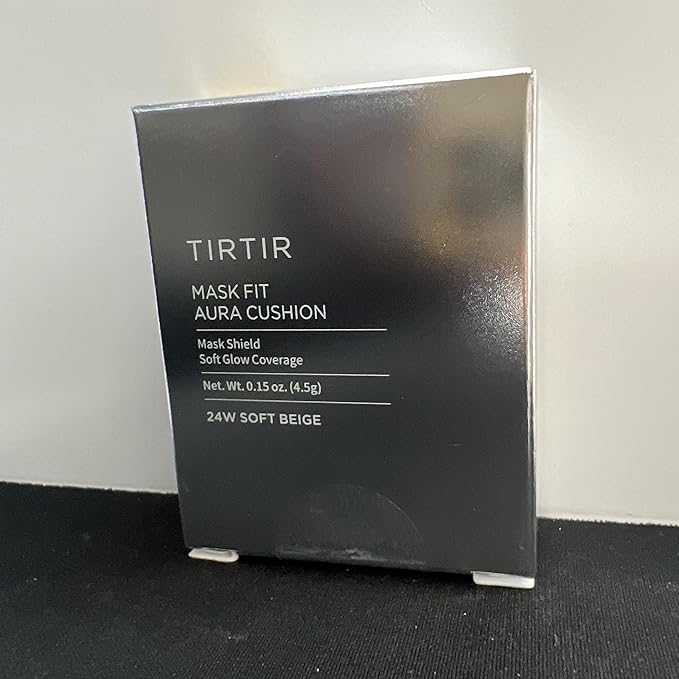 TIRTIR
MASK FIT
AURA CUSHION
Mask Shield
Soft Glow Coverage
Net. Wt. 0.15 oz. (4.5g)
24W SOFT BEIGE